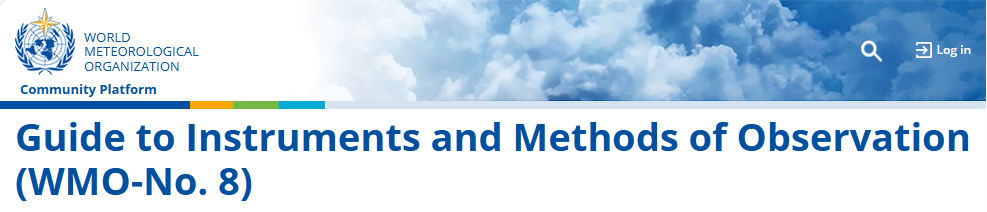 WORLD
METEOROLOGICAL
ORGANIZATION
Community Platform
Log in
Guide to Instruments and Methods of Observation
(WMO-No. 8)